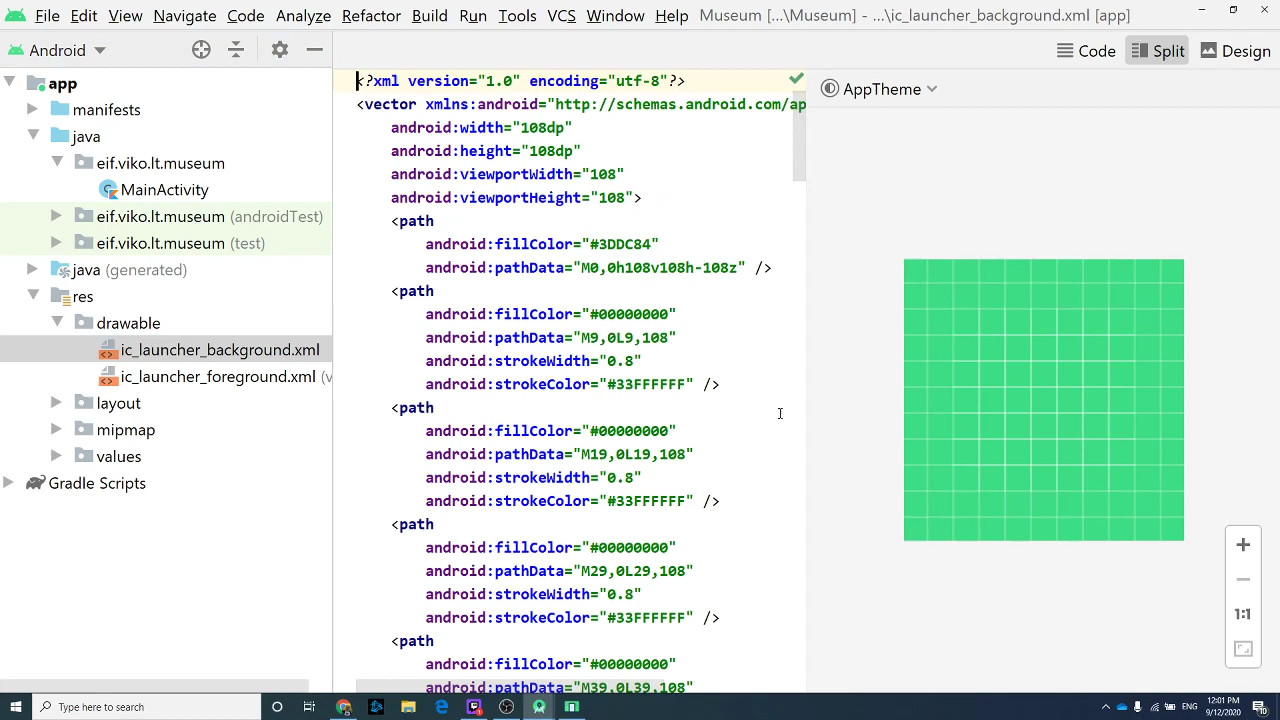 File Edit View Navigate Code Analyze Refactor Build Run Tools VCS Window Help Museum [...\Museum] - ...\ic_launcher_background.xml [app]
Android
Code Split Design
app
manifests
java
eif.viko.lt.museum
MainActivity
eif.viko.lt.museum (androidTest)
eif.viko.lt.museum (test)
java (generated)
res
drawable
ic_launcher_background.xml
ic_launcher_foreground.xml (v
layout
mipmap
values
Gradle Scripts
<?xml version="1.0" encoding="utf-8"?>
<vector xmlns:android="http://schemas.android.com/ap
android:width="108dp"
android:height="108dp"
android:viewportWidth="108"
android:viewportHeight="108">
<path
android:fillColor="#3DDC84"
android:pathData="M0,0h108v108h-108z" />
<path
android:fillColor="#00000000"
android:pathData="M9,0L9,108"
android:strokeWidth="0.8"
android:strokeColor="#33FFFFFF" />
<path
android:fillColor="#00000000"
android:pathData="M19,0L19,108"
android:strokeWidth="0.8"
android:strokeColor="#33FFFFFF" />
<path
android:fillColor="#00000000"
android:pathData="M29,0L29,108"
android:strokeWidth="0.8"
android:strokeColor="#33FFFFFF" />
<path
android:fillColor="#00000000"
android:pathData="M39,0L39,108"
AppTheme
1:1
Type here to search
12:01 PM
9/12/2020